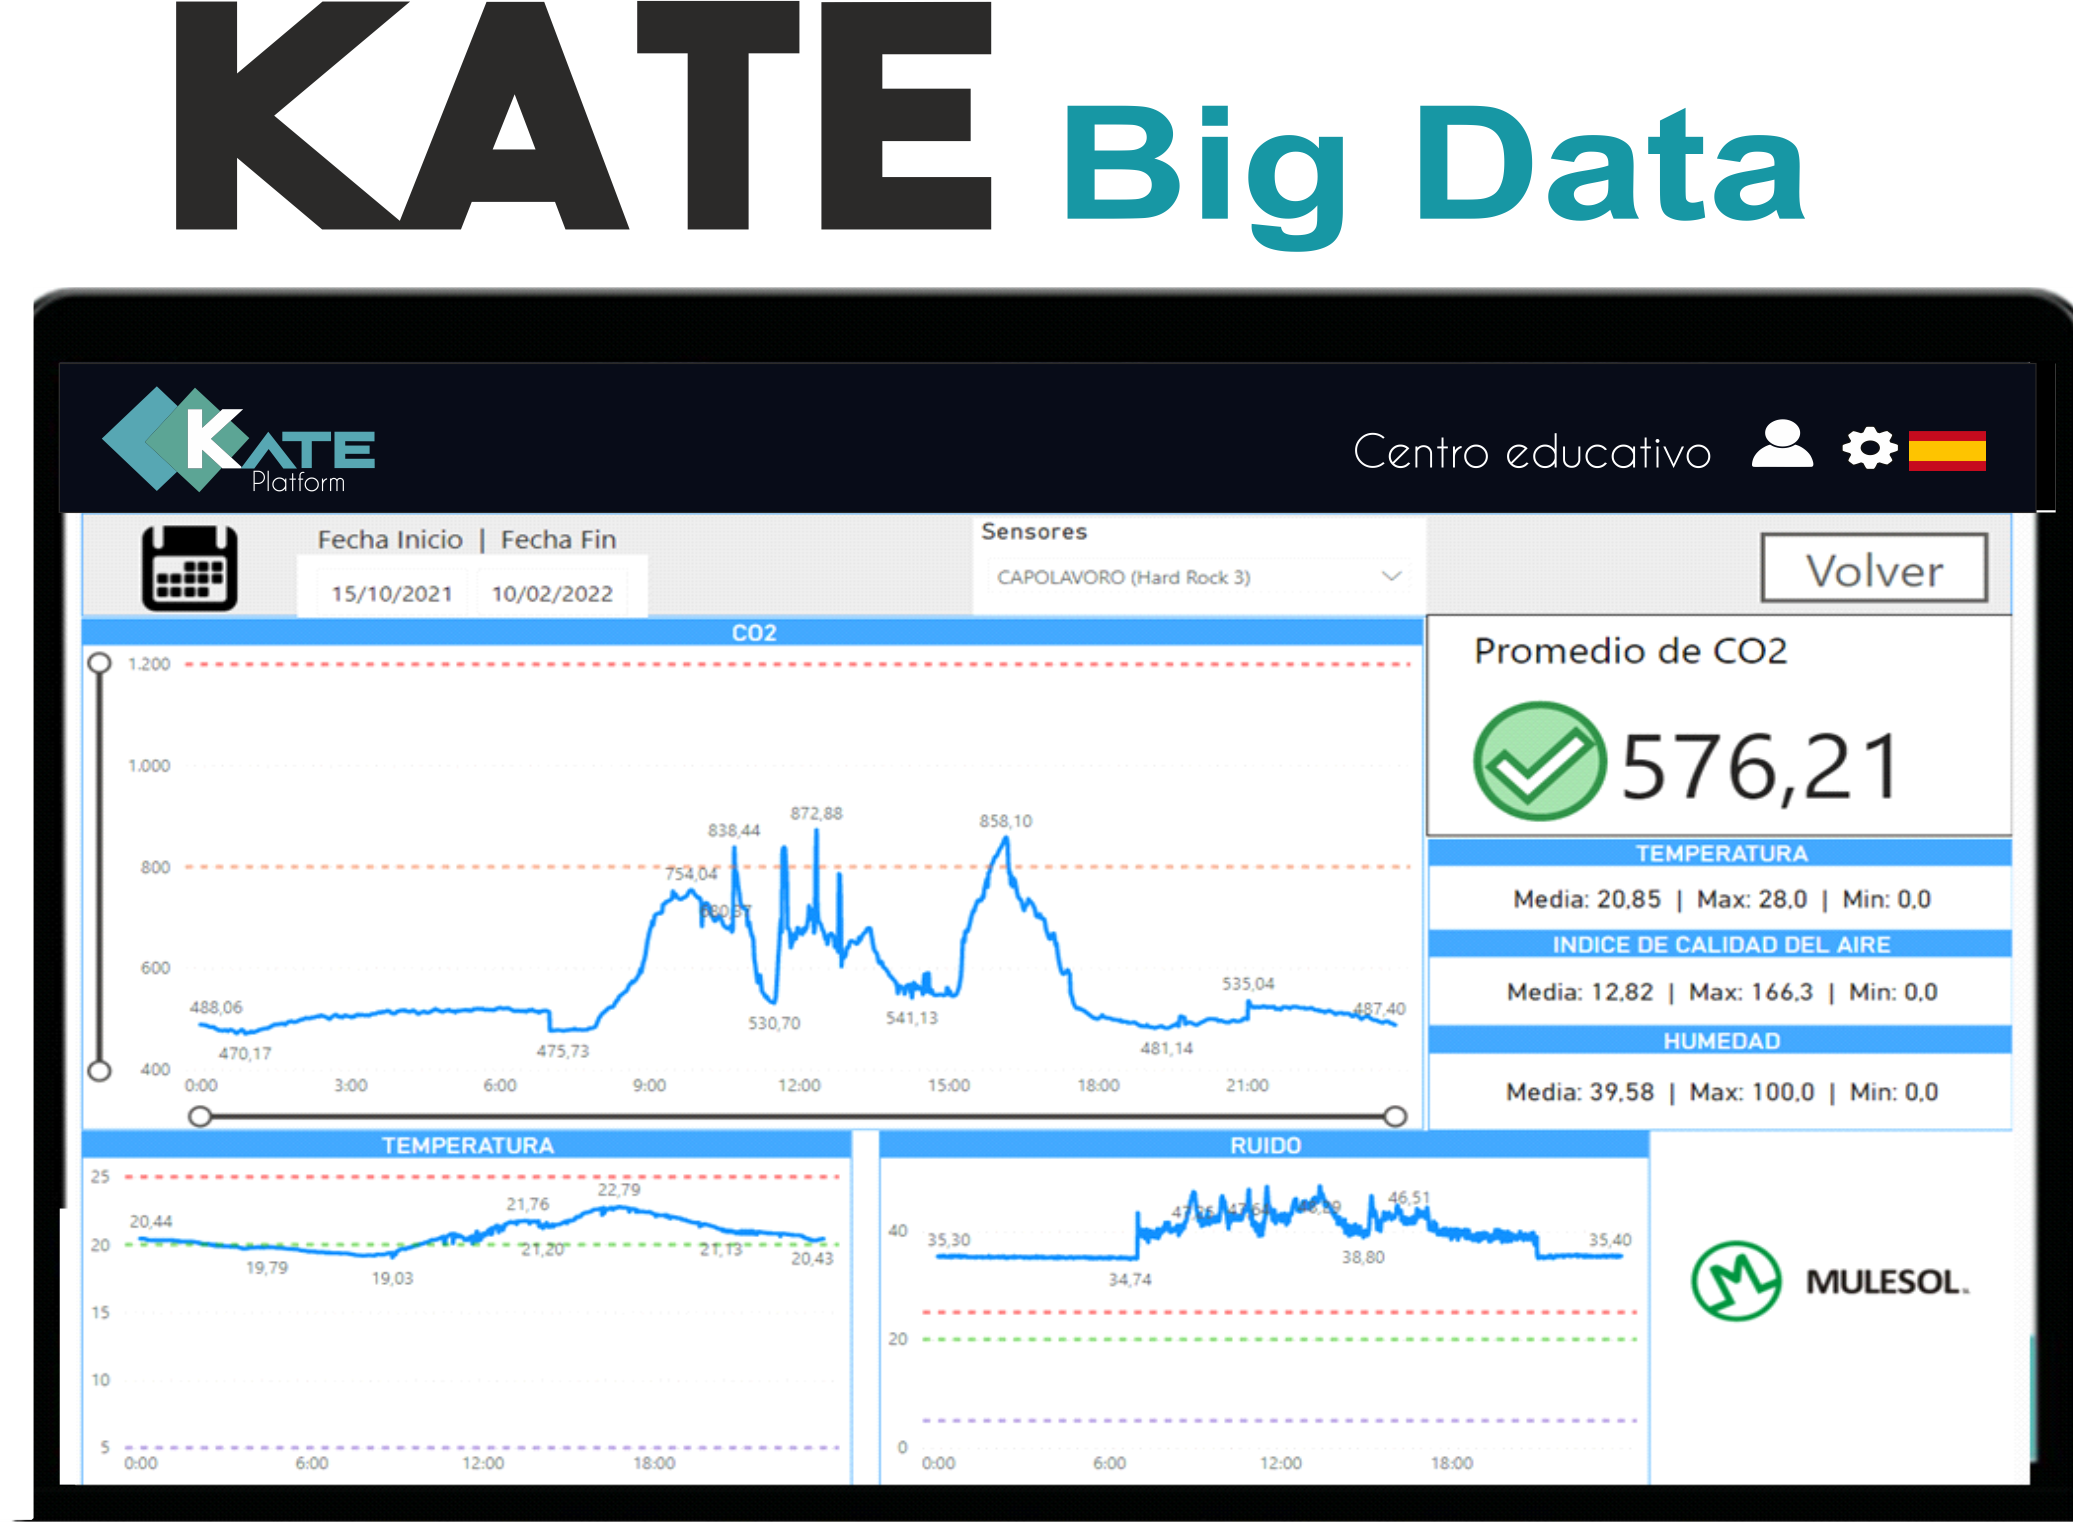 KATE Big Data
KATE
Platform
Centro educativo
Fecha Inicio | Fecha Fin
15/10/2021 10/02/2022
Sensores
CAPOLAVORO (Hard Rock 3)
Volver
CO2
1.200
1.000
800
600
400
488,06
470,17
475,73
754,04
680,37
838,44
530,70
872,88
541,13
858,10
481,14
535,04
487,40
0:00 3:00 6:00 9:00 12:00 15:00 18:00 21:00
Promedio de CO2
576,21
TEMPERATURA
Media: 20,85 | Max: 28,0 | Min: 0,0
INDICE DE CALIDAD DEL AIRE
Media: 12,82 | Max: 166,3 | Min: 0,0
HUMEDAD
Media: 39,58 | Max: 100,0 | Min: 0,0
TEMPERATURA
25
20
15
10
5
20,44
19,79
19,03
21,76
21,20
22,79
21,13
20,43
0:00 6:00 12:00 18:00
RUIDO
40
20
0
35,30
34,74
38,80
46,51
35,40
0:00 6:00 12:00 18:00
MULESOL